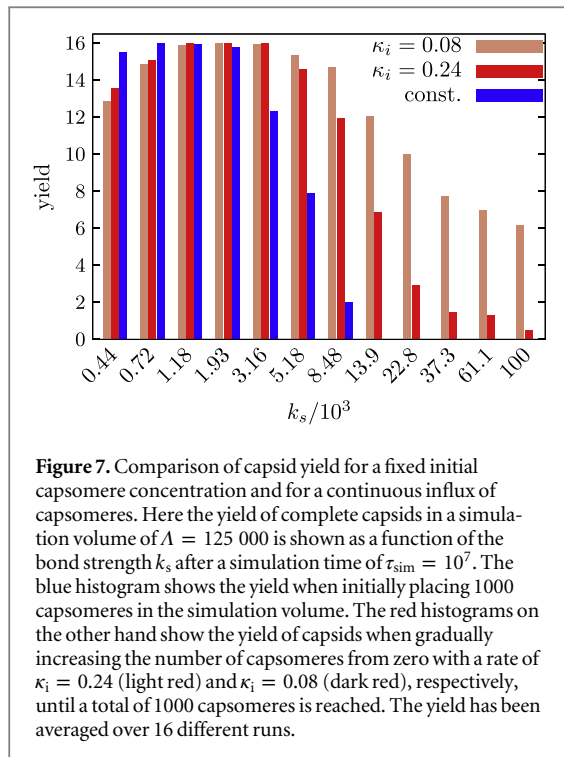 16
14
12
10
8
6
4
2
0
yield
κi = 0.08
κi = 0.24
const.
0.44 0.72 1.18 1.93 3.16 5.18 8.48 13.9 22.8 37.3 61.1 100
ks/10³
Figure 7. Comparison of capsid yield for a fixed initial
capsomere concentration and for a continuous influx of
capsomeres. Here the yield of complete capsids in a simula-
tion volume of Λ = 125 000 is shown as a function of the
bond strength ks after a simulation time of τsim = 10⁷. The
blue histogram shows the yield when initially placing 1000
capsomeres in the simulation volume. The red histograms on
the other hand show the yield of capsids when gradually
increasing the number of capsomeres from zero with a rate of
κi = 0.24 (light red) and κi = 0.08 (dark red), respectively,
until a total of 1000 capsomeres is reached. The yield has been
averaged over 16 different runs.